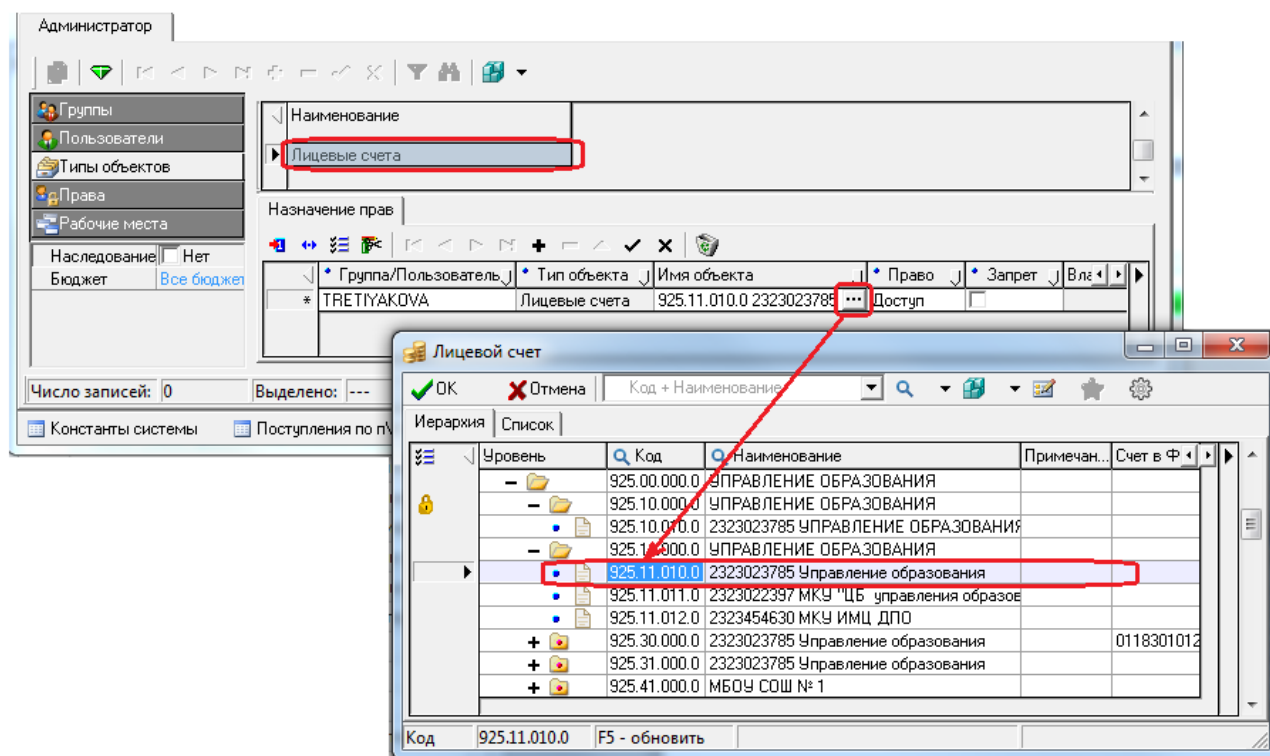 Администратор
Группы
Пользователи
Типы объектов
Права
Рабочие места
Наследование Нет
Бюджет Все бюджет
Наименование
Лицевые счета
Назначение прав
Группа/Пользователь Тип объекта Имя объекта Право Запрет Вла
* TRETIYAKOVA Лицевые счета 925.11.010.0 2323023785 ... Доступ
Число записей: 0 Выделено: ---
Константы системы Поступления по
Лицевой счет
OK Отмена Код + Наименование
Иерархия Список
Уровень Код Наименование Примечан... Счет в Ф
925.00.000.0 УПРАВЛЕНИЕ ОБРАЗОВАНИЯ
925.10.000.0 УПРАВЛЕНИЕ ОБРАЗОВАНИЯ
925.10.010.0 2323023785 УПРАВЛЕНИЕ ОБРАЗОВАНИЯ
УПРАВЛЕНИЕ ОБРАЗОВАНИЯ
925.11.010.0 2323023785 Управление образования
925.11.011.0 2323022397 МКУ "ЦБ управления образов
925.11.012.0 2323454630 МКУ ИМЦ ДПО
925.30.000.0 2323023785 Управление образования 0118301012
925.31.000.0 2323023785 Управление образования
925.41.000.0 МБОУ СОШ № 1
Код 925.11.010.0 F5 - обновить